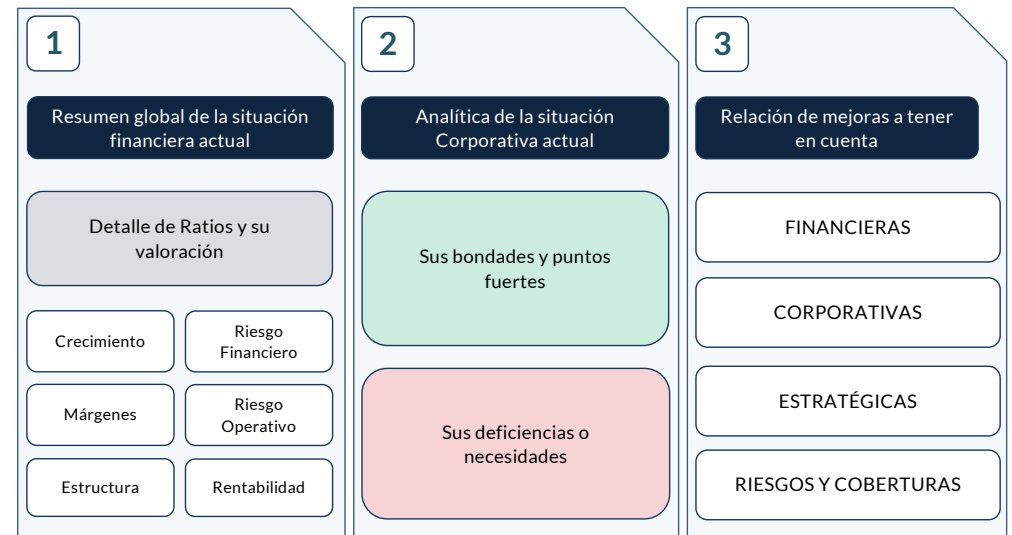 1
Resumen global de la situación
financiera actual
Detalle de Ratios y su
valoración
Crecimiento
Riesgo
Financiero
Márgenes
Riesgo
Operativo
Estructura
Rentabilidad
2
Analítica de la situación
Corporativa actual
Sus bondades y puntos
fuertes
Sus deficiencias o
necesidades
3
Relación de mejoras a tener
en cuenta
FINANCIERAS
CORPORATIVAS
ESTRATÉGICAS
RIESGOS Y COBERTURAS